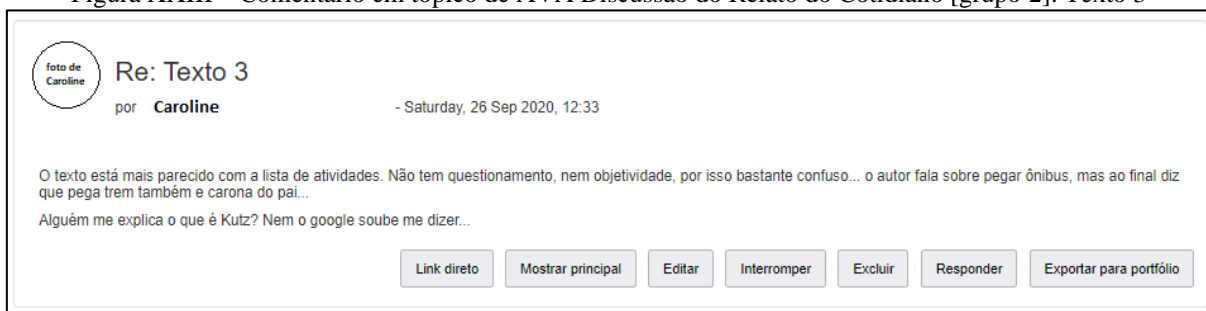 Figura XXIII – Comentário em tópico de AVA Discussão do Relato do Cotidiano [grupo 2]: Texto 3
foto de
Caroline
Re: Texto 3
por Caroline - Saturday, 26 Sep 2020, 12:33
O texto está mais parecido com a lista de atividades. Não tem questionamento, nem objetividade, por isso bastante confuso... o autor fala sobre pegar ônibus, mas ao final diz
que pega trem também e carona do pai...
Alguém me explica o que é Kutz? Nem o google soube me dizer...
Link direto Mostrar principal Editar Interromper Excluir Responder Exportar para portfólio